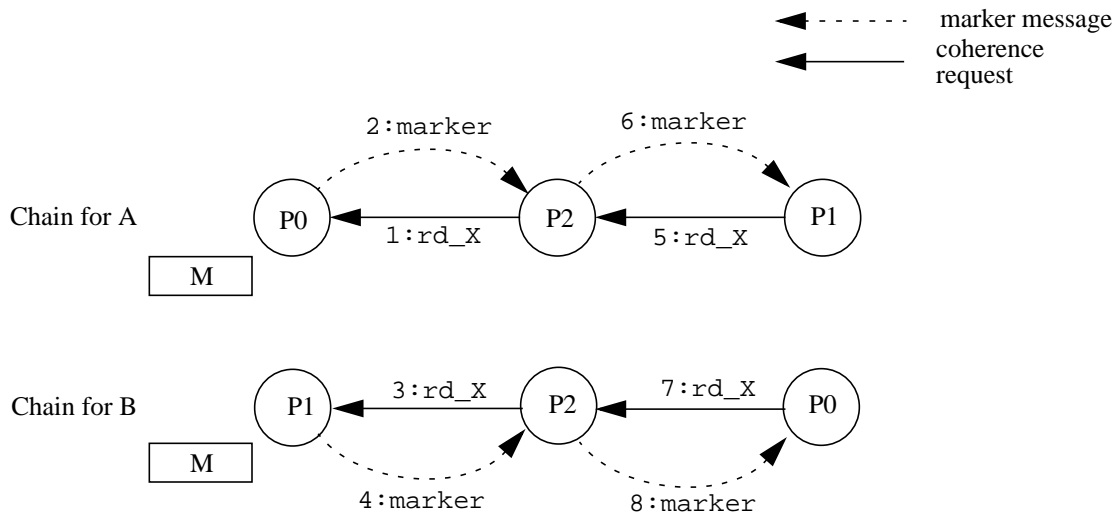 marker message
coherence
request
2:marker
6:marker
Chain for A
P0
P2
P1
1:rd_X
5:rd_X
M
3:rd_X
7:rd_X
Chain for B
P1
P2
P0
M
4:marker
8:marker